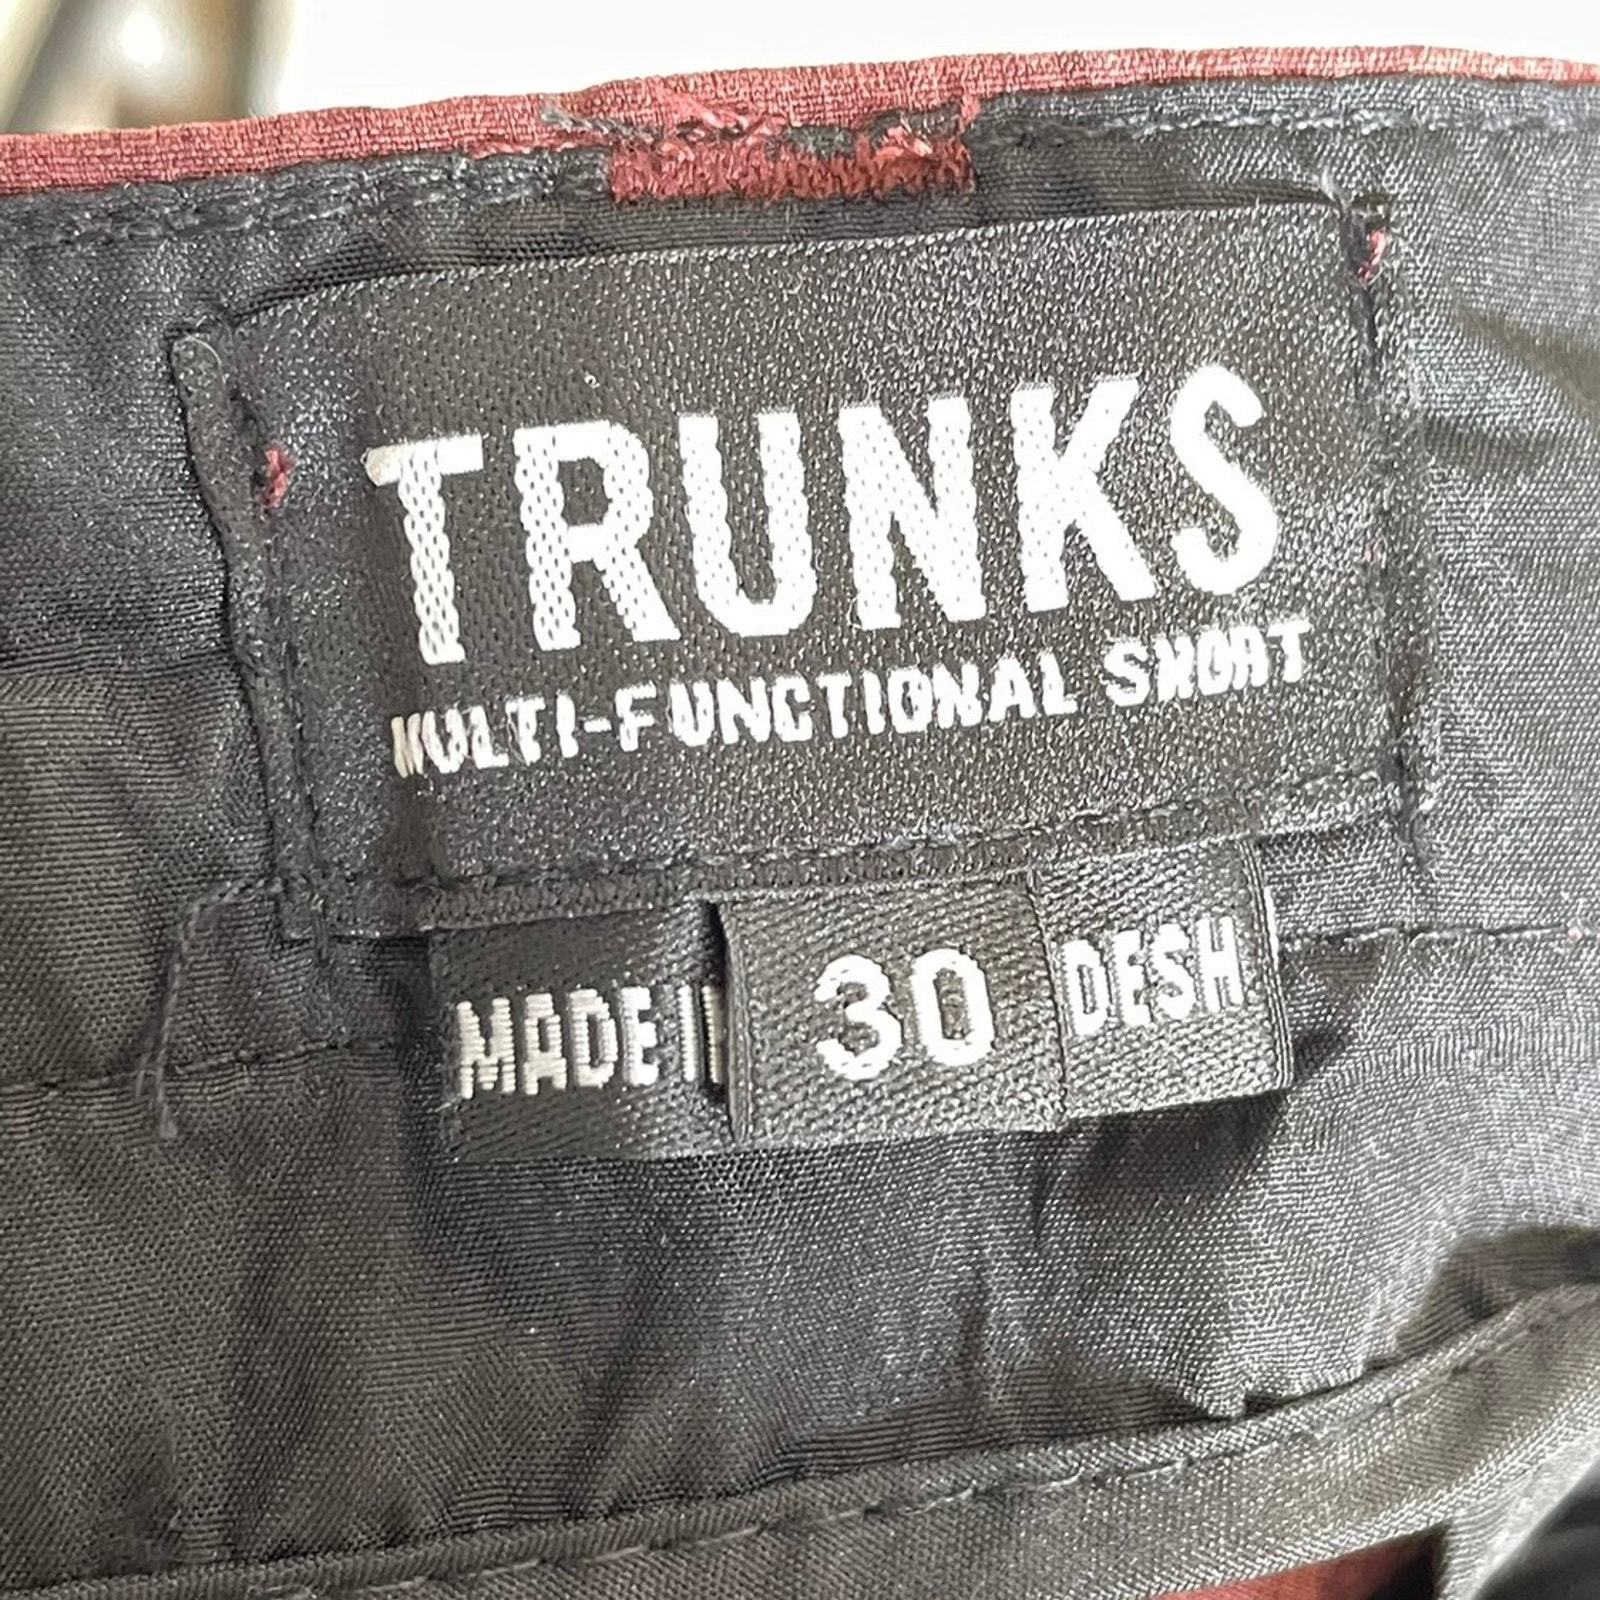 TRUNKS
MULTI-FUNCTIONAL SHORT
MADE I 30 DESH